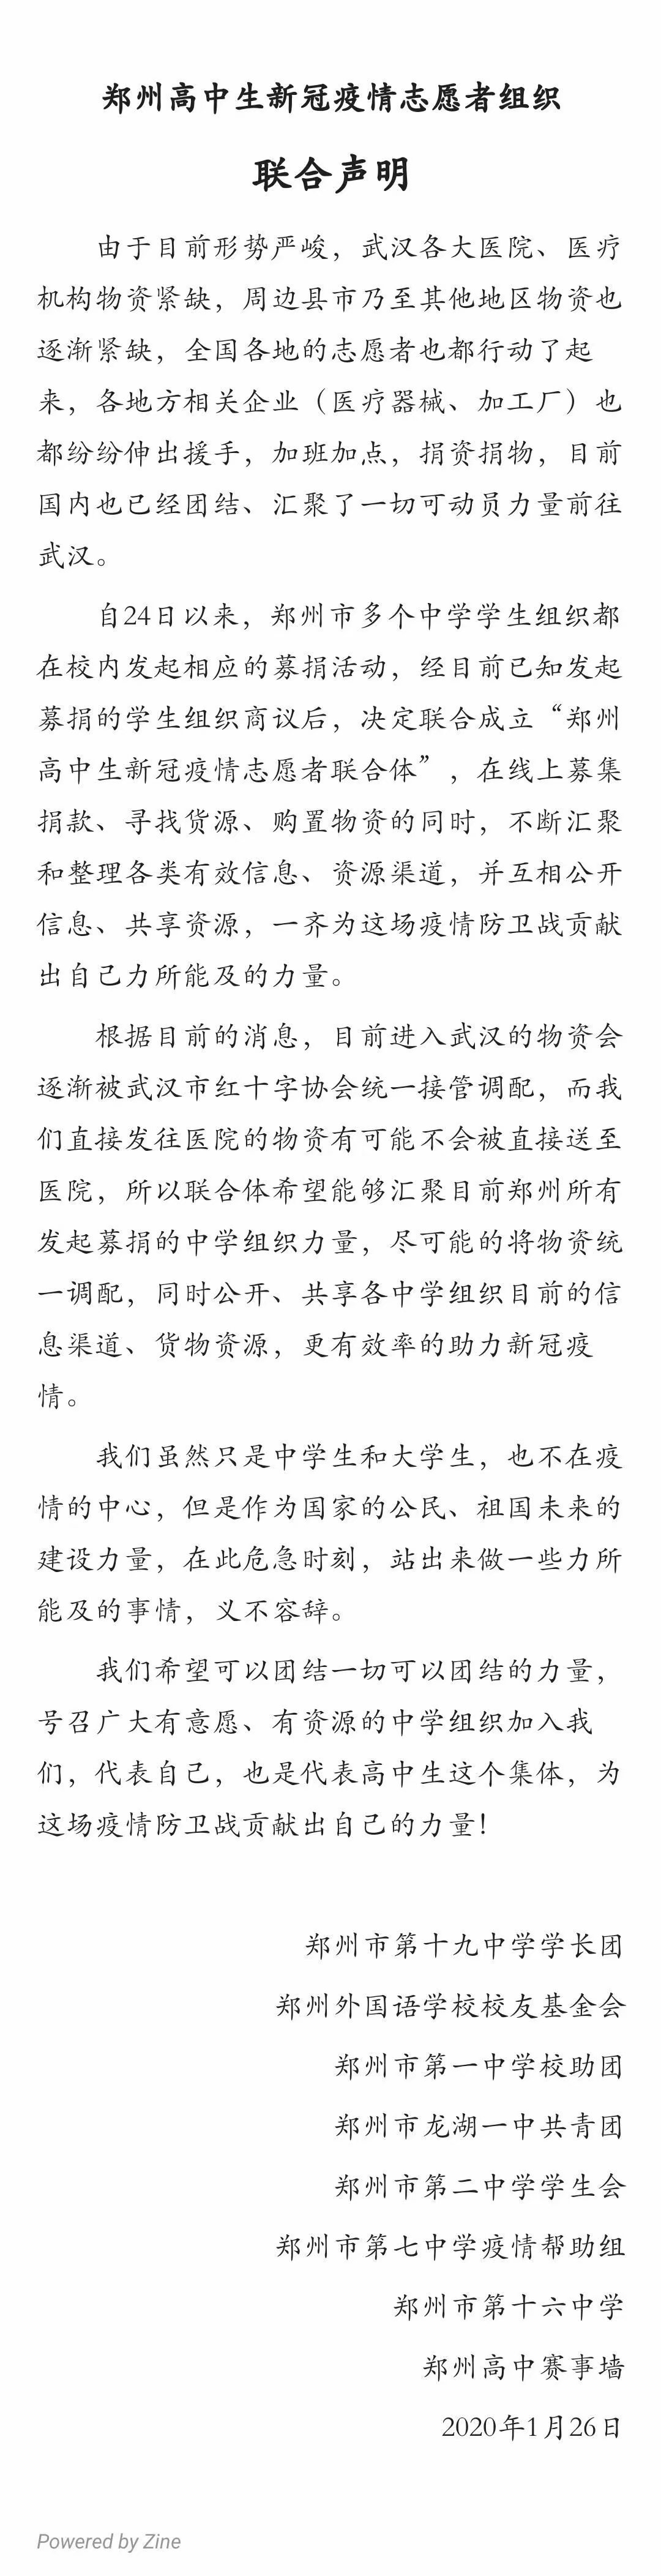 郑州高中生新冠疫情志愿者组织
联合声明
由于目前形势严峻，武汉各大医院、医疗
机构物资紧缺，周边县市乃至其他地区物资也
逐渐紧缺，全国各地的志愿者也都行动了起
来，各地方相关企业（医疗器械、加工厂）也
都纷纷伸出援手，加班加点，捐资捐物，目前
国内也已经团结、汇聚了一切可动员力量前往
武汉。
自24日以来，郑州市多个中学学生组织都
在校内发起相应的募捐活动，经目前已知发起
募捐的学生组织商议后，决定联合成立“郑州
高中生新冠疫情志愿者联合体”，在线上募集
捐款、寻找货源、购置物资的同时，不断汇聚
和整理各类有效信息、资源渠道，并互相公开
信息、共享资源，一齐为这场疫情防卫战贡献
出自己力所能及的力量。
根据目前的消息，目前进入武汉的物资会
逐渐被武汉市红十字协会统一接管调配，而我
们直接发往医院的物资有可能不会被直接送至
医院，所以联合体希望能够汇聚目前郑州所有
发起募捐的中学组织力量，尽可能的将物资统
一调配，同时公开、共享各中学组织目前的信
息渠道、货物资源，更有效率的助力新冠疫
情。
我们虽然只是中学生和大学生，也不在疫
情的中心，但是作为国家的公民、祖国未来的
建设力量，在此危急时刻，站出来做一些力所
能及的事情，义不容辞。
我们希望可以团结一切可以团结的力量，
号召广大有意愿、有资源的中学组织加入我
们，代表自己，也是代表高中生这个集体，为
这场疫情防卫战贡献出自己的力量！
郑州市第十九中学学长团
郑州外国语学校校友基金会
郑州市第一中学校助团
郑州市龙湖一中共青团
郑州市第二中学学生会
郑州市第七中学疫情帮助组
郑州市第十六中学
郑州高中赛事墙
2020年1月26日
Powered by Zine